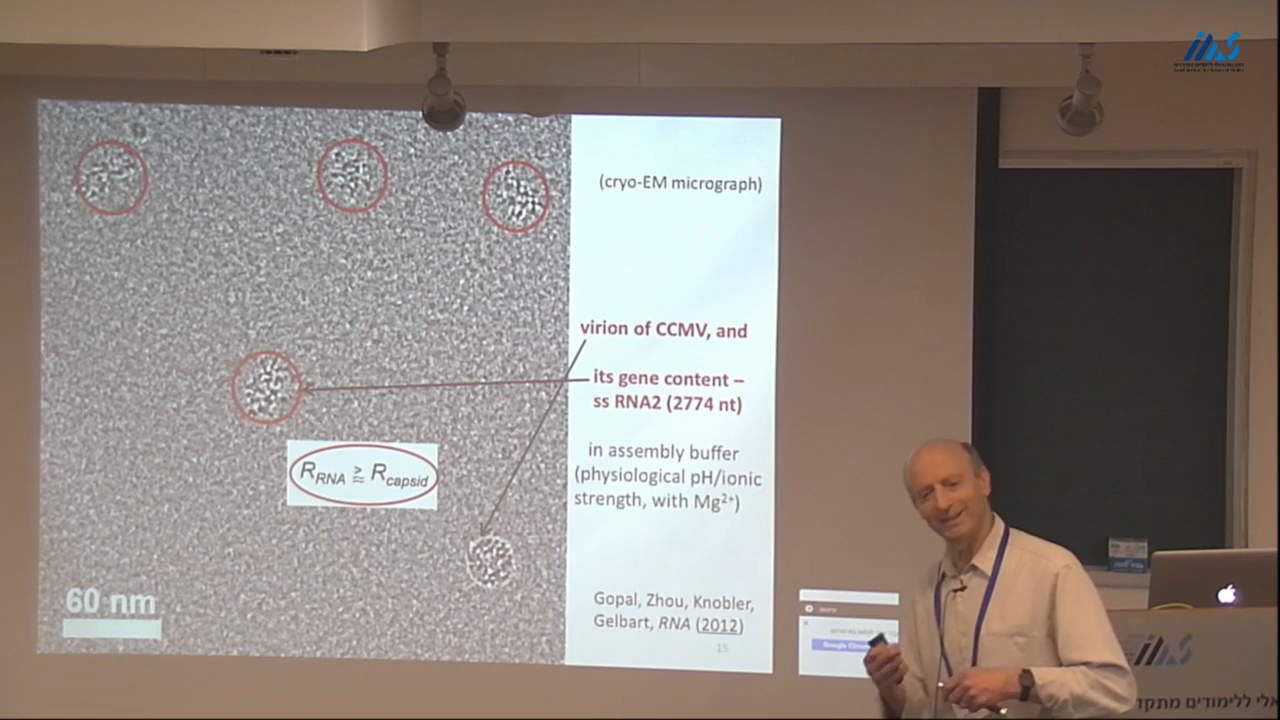 (cryo-EM micrograph)
virion of CCMV, and
its gene content –
ss RNA2 (2774 nt)
in assembly buffer
(physiological pH/ionic
strength, with Mg²⁺)
R_RNA ≳ R_capsid
60 nm
Gopal, Zhou, Knobler,
Gelbart, RNA (2012)
15